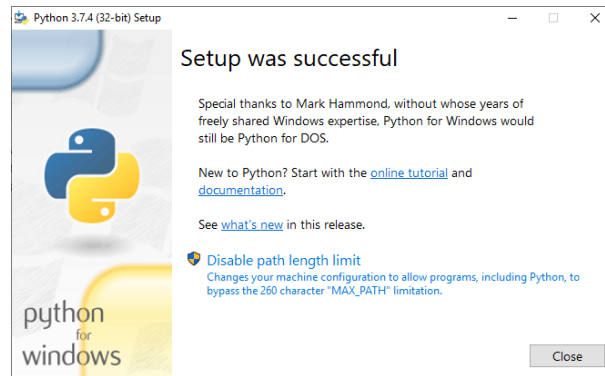 Python 3.7.4 (32-bit) Setup
Setup was successful
Special thanks to Mark Hammond, without whose years of
freely shared Windows expertise, Python for Windows would
still be Python for DOS.
New to Python? Start with the online tutorial and
documentation.
See what's new in this release.
Disable path length limit
Changes your machine configuration to allow programs, including Python, to
bypass the 260 character "MAX_PATH" limitation.
python
for
windows
Close